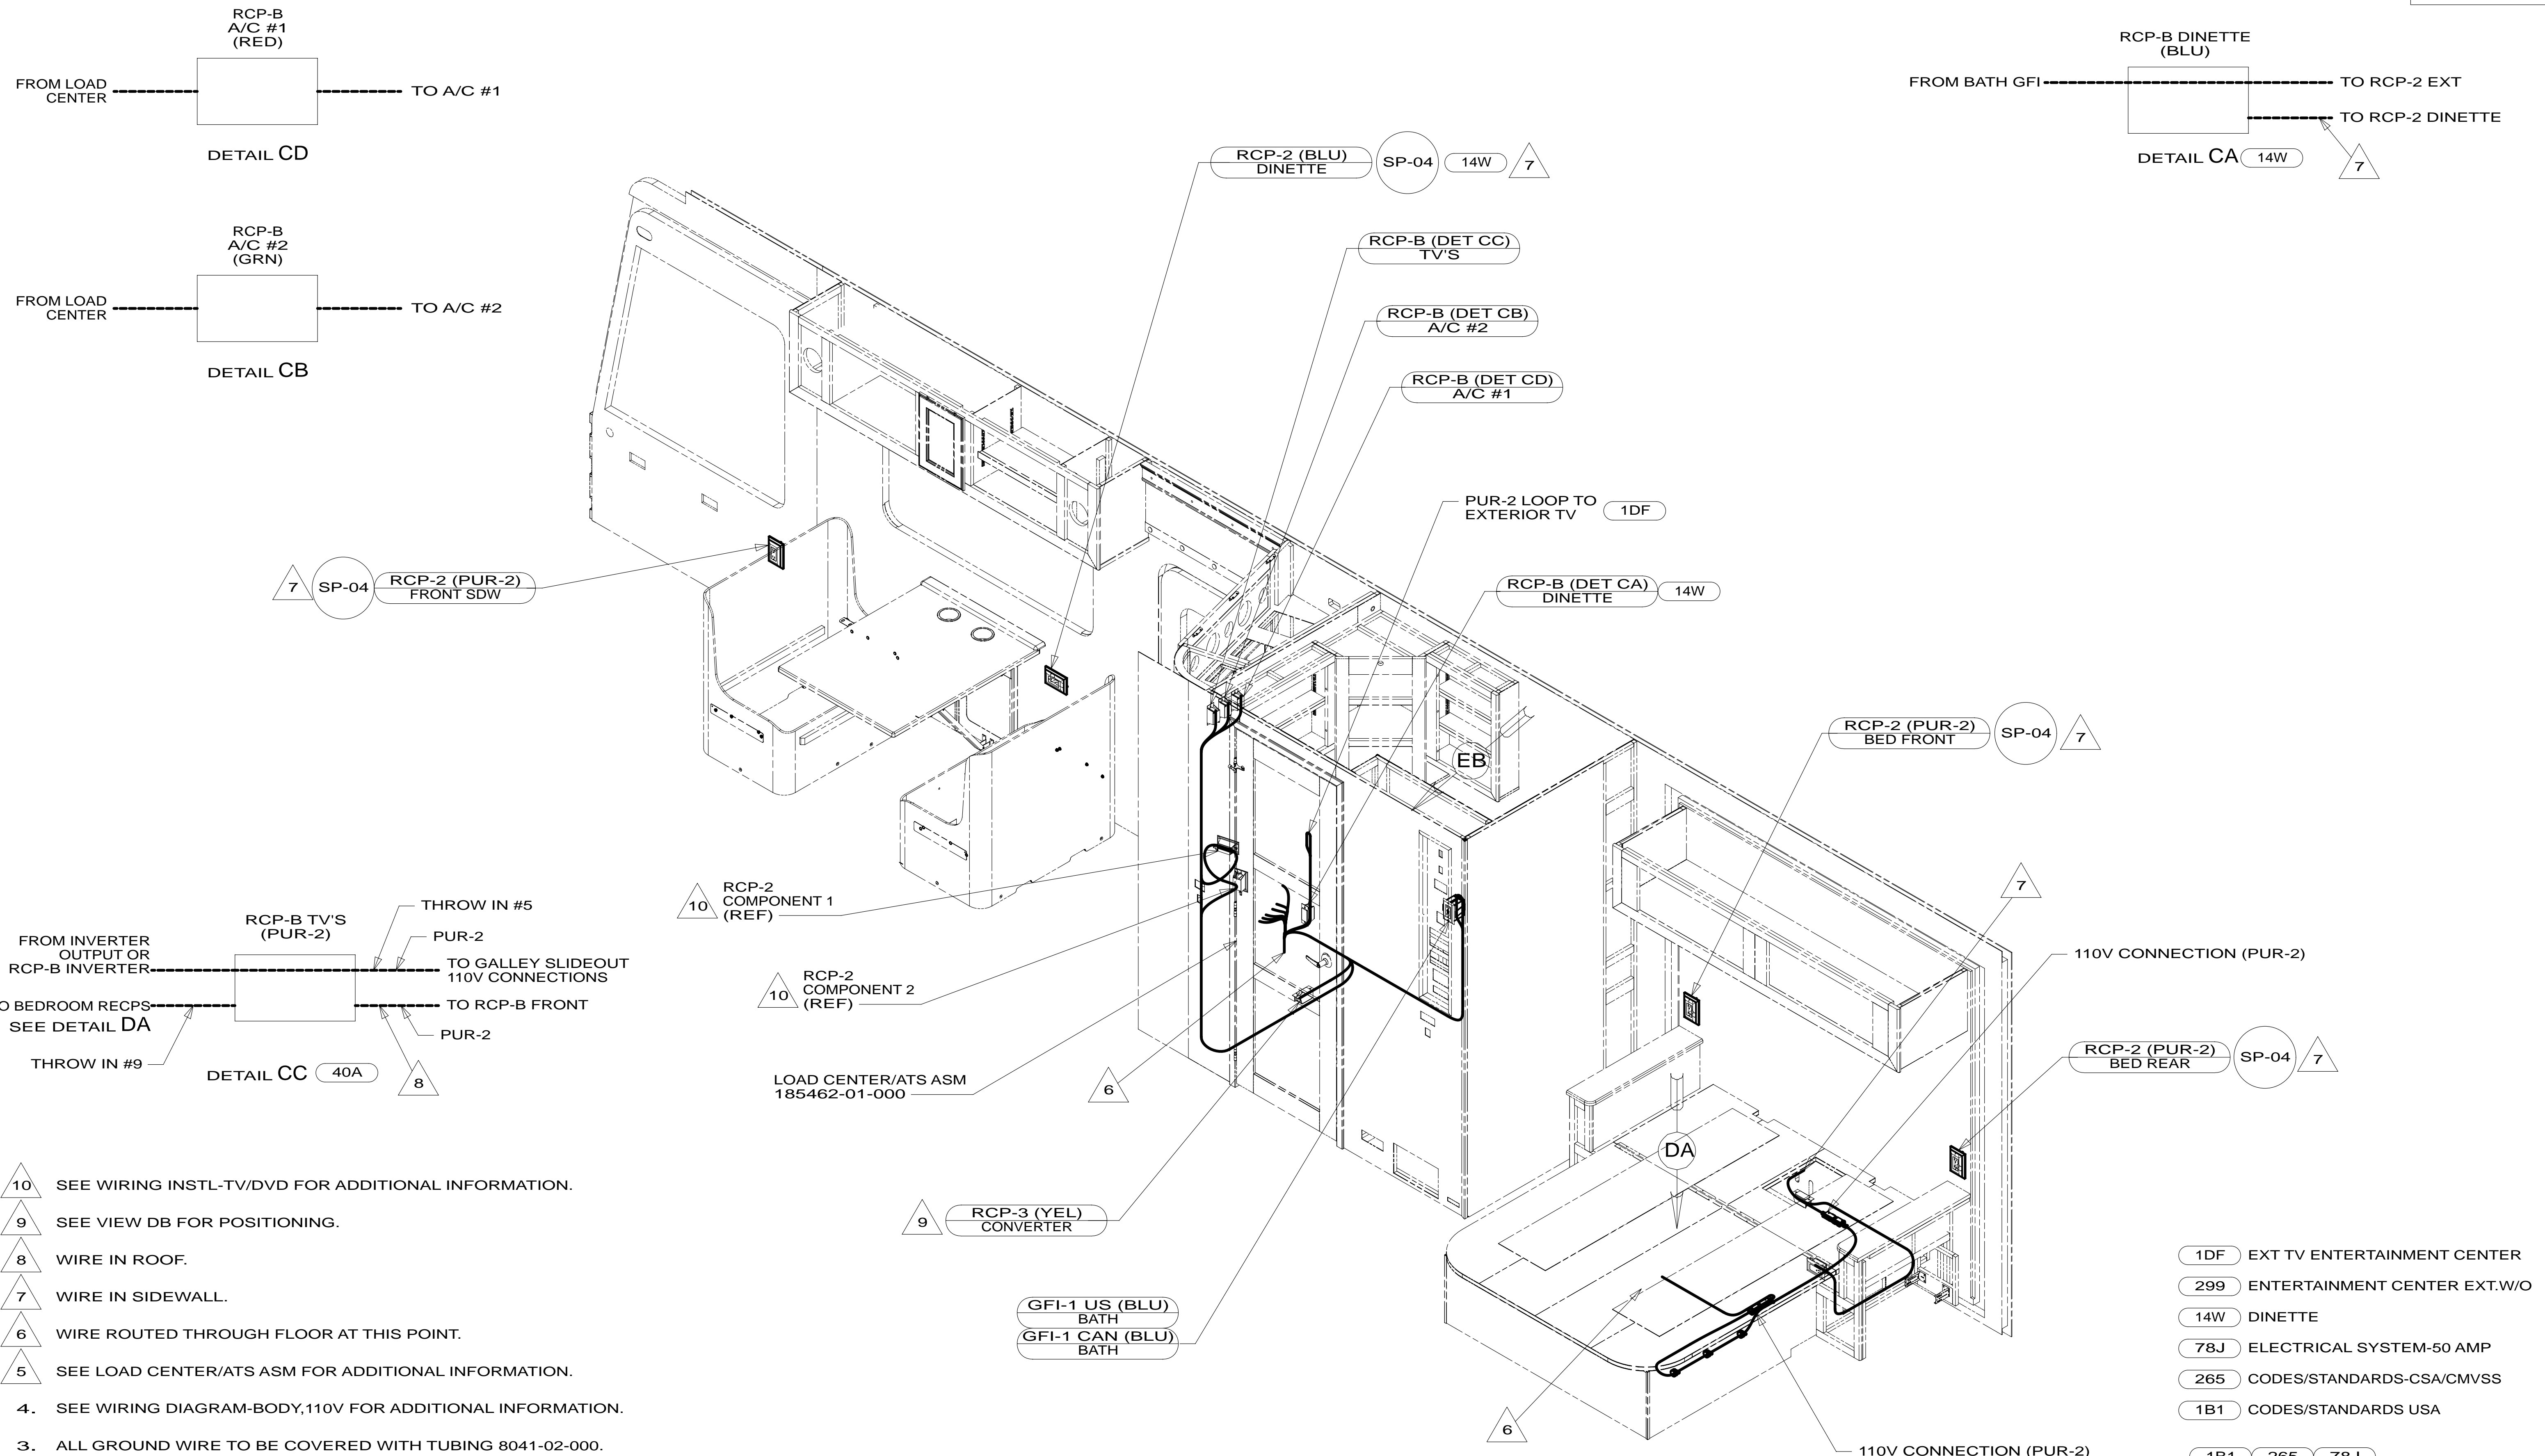 RCP-B
A/C #1
(RED)
FROM LOAD
CENTER
TO A/C #1
DETAIL CD
RCP-B
A/C #2
(GRN)
FROM LOAD
CENTER
TO A/C #2
DETAIL CB
RCP-B DINETTE
(BLU)
FROM BATH GFI
TO RCP-2 EXT
TO RCP-2 DINETTE
DETAIL CA 14W
7
RCP-2 (BLU)
DINETTE
SP-04
14W
7
RCP-B (DET CC)
TV'S
RCP-B (DET CB)
A/C #2
RCP-B (DET CD)
A/C #1
PUR-2 LOOP TO
EXTERIOR TV
1DF
RCP-B (DET CA)
DINETTE
14W
7
SP-04
RCP-2 (PUR-2)
FRONT SDW
EB
RCP-2 (PUR-2)
BED FRONT
SP-04
7
7
110V CONNECTION (PUR-2)
RCP-2 (PUR-2)
BED REAR
SP-04
7
10
RCP-2
COMPONENT 1
(REF)
10
RCP-2
COMPONENT 2
(REF)
LOAD CENTER/ATS ASM
185462-01-000
6
9
RCP-3 (YEL)
CONVERTER
GFI-1 US (BLU)
BATH
GFI-1 CAN (BLU)
BATH
DA
6
110V CONNECTION (PUR-2)
RCP-B TV'S
(PUR-2)
THROW IN #5
PUR-2
FROM INVERTER
OUTPUT OR
RCP-B INVERTER
TO GALLEY SLIDEOUT
110V CONNECTIONS
BEDROOM RECPS
SEE DETAIL DA
TO RCP-B FRONT
PUR-2
THROW IN #9
DETAIL CC 40A
8
10 SEE WIRING INSTL-TV/DVD FOR ADDITIONAL INFORMATION.
9 SEE VIEW DB FOR POSITIONING.
8 WIRE IN ROOF.
7 WIRE IN SIDEWALL.
6 WIRE ROUTED THROUGH FLOOR AT THIS POINT.
5 SEE LOAD CENTER/ATS ASM FOR ADDITIONAL INFORMATION.
4. SEE WIRING DIAGRAM-BODY,110V FOR ADDITIONAL INFORMATION.
3. ALL GROUND WIRE TO BE COVERED WITH TUBING 8041-02-000.
1DF EXT TV ENTERTAINMENT CENTER
299 ENTERTAINMENT CENTER EXT.W/O
14W DINETTE
78J ELECTRICAL SYSTEM-50 AMP
265 CODES/STANDARDS-CSA/CMVSS
1B1 CODES/STANDARDS USA
1B1 265 78J